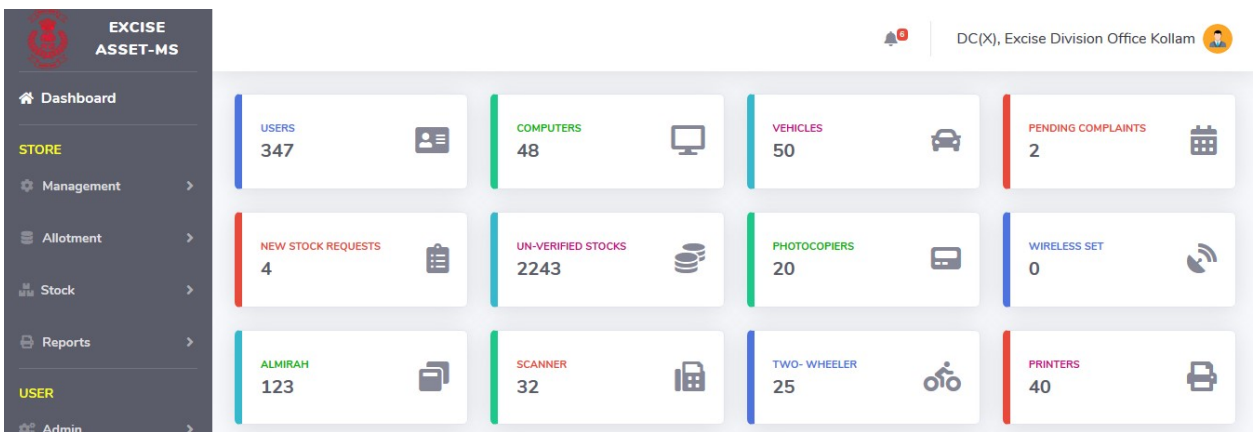 EXCISE
ASSET-MS
6
DC(X), Excise Division Office Kollam
Dashboard
STORE
Management
Allotment
Stock
Reports
USER
Admin
USERS
347
COMPUTERS
48
VEHICLES
50
PENDING COMPLAINTS
2
NEW STOCK REQUESTS
4
UN-VERIFIED STOCKS
2243
PHOTOCOPIERS
20
WIRELESS SET
0
ALMIRAH
123
SCANNER
32
TWO- WHEELER
25
PRINTERS
40